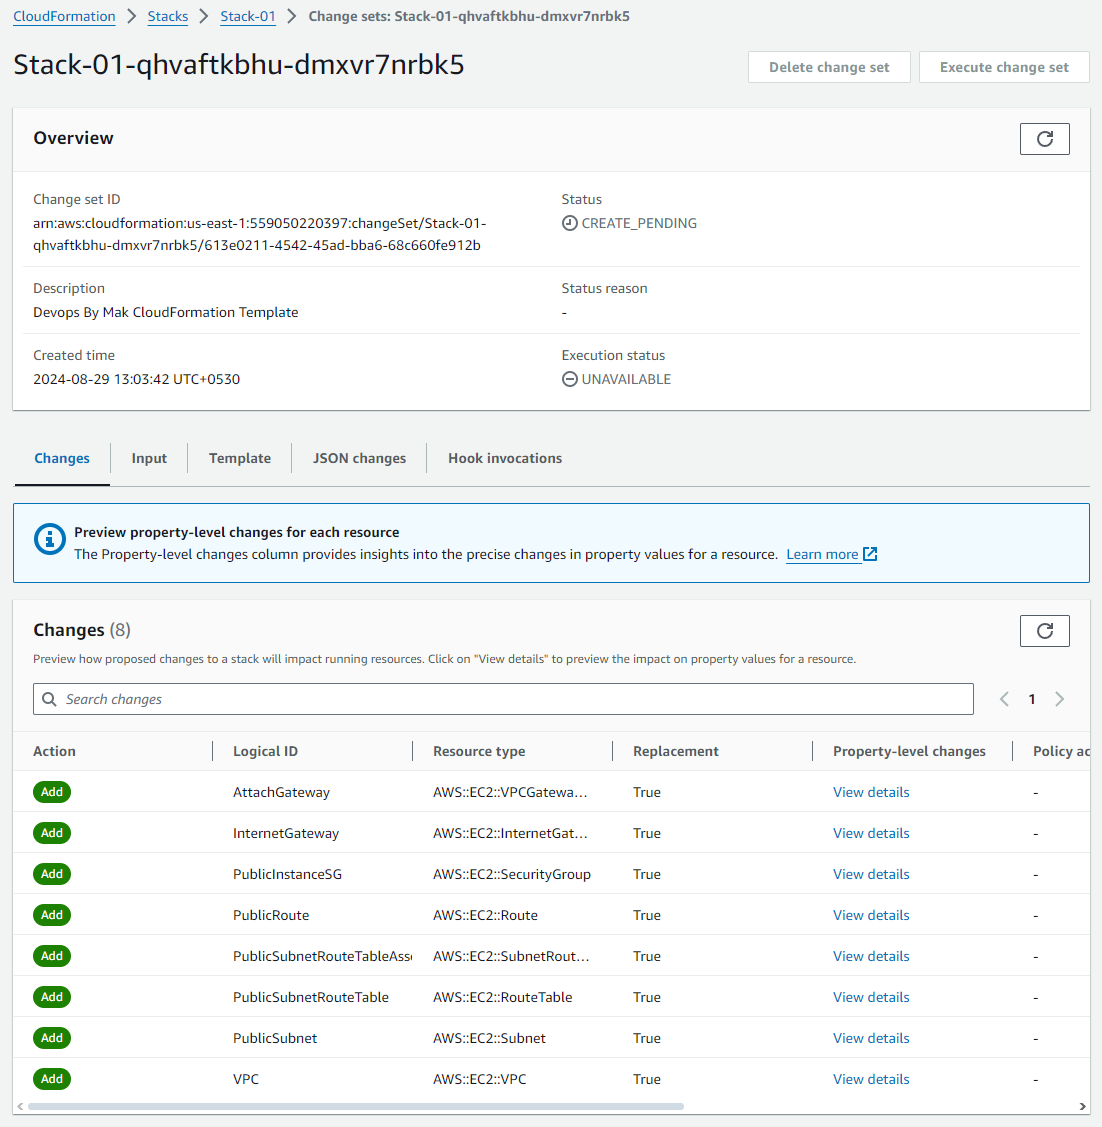 CloudFormation > Stacks > Stack-01 > Change sets: Stack-01-qhvaftkbhu-dmxvr7nrbk5
Stack-01-qhvaftkbhu-dmxvr7nrbk5
Delete change set
Execute change set
Overview
Change set ID
arn:aws:cloudformation:us-east-1:559050220397:changeSet/Stack-01-
qhvaftkbhu-dmxvr7nrbk5/613e0211-4542-45ad-bba6-68c660fe912b
Status
CREATE_PENDING
Description
Devops By Mak CloudFormation Template
Status reason
-
Created time
2024-08-29 13:03:42 UTC+0530
Execution status
UNAVAILABLE
Changes Input Template JSON changes Hook invocations
Preview property-level changes for each resource
The Property-level changes column provides insights into the precise changes in property values for a resource. Learn more
Changes (8)
Preview how proposed changes to a stack will impact running resources. Click on "View details" to preview the impact on property values for a resource.
Search changes
1
Action Logical ID Resource type Replacement Property-level changes Policy ac
Add AttachGateway AWS::EC2::VPCGatewa... True View details -
Add InternetGateway AWS::EC2::InternetGat... True View details -
Add PublicInstanceSG AWS::EC2::SecurityGroup True View details -
Add PublicRoute AWS::EC2::Route True View details -
Add PublicSubnetRouteTableAss AWS::EC2::SubnetRout... True View details -
Add PublicSubnetRouteTable AWS::EC2::RouteTable True View details -
Add PublicSubnet AWS::EC2::Subnet True View details -
Add VPC AWS::EC2::VPC True View details -